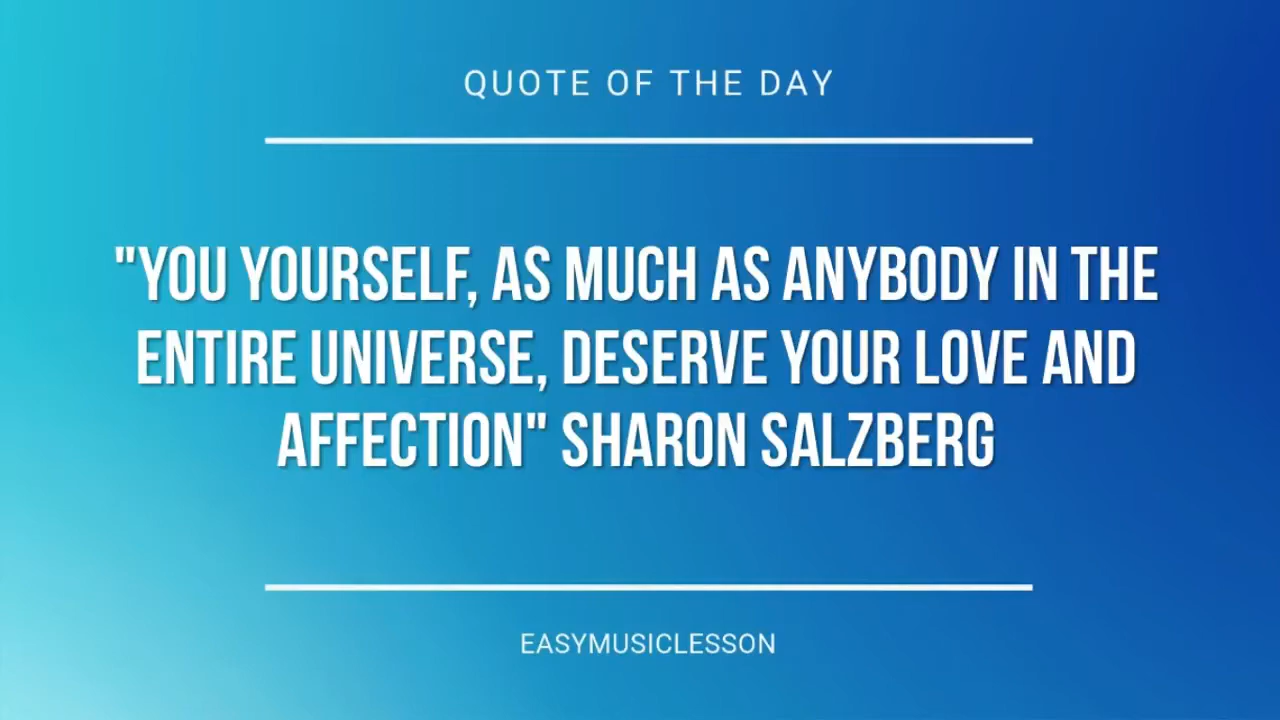 QUOTE OF THE DAY
"YOU YOURSELF, AS MUCH AS ANYBODY IN THE
ENTIRE UNIVERSE, DESERVE YOUR LOVE AND
AFFECTION" SHARON SALZBERG
EASYMUSICLESSON